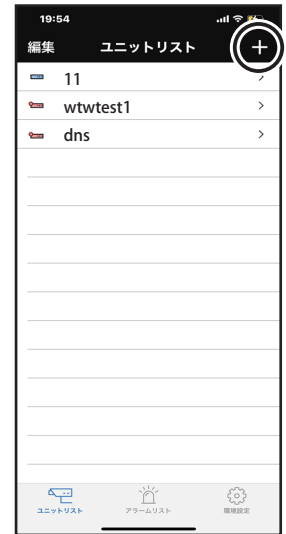 19:54
編集 ユニットリスト +
11
wtwtest1
dns
ユニットリスト アラームリスト 環境設定